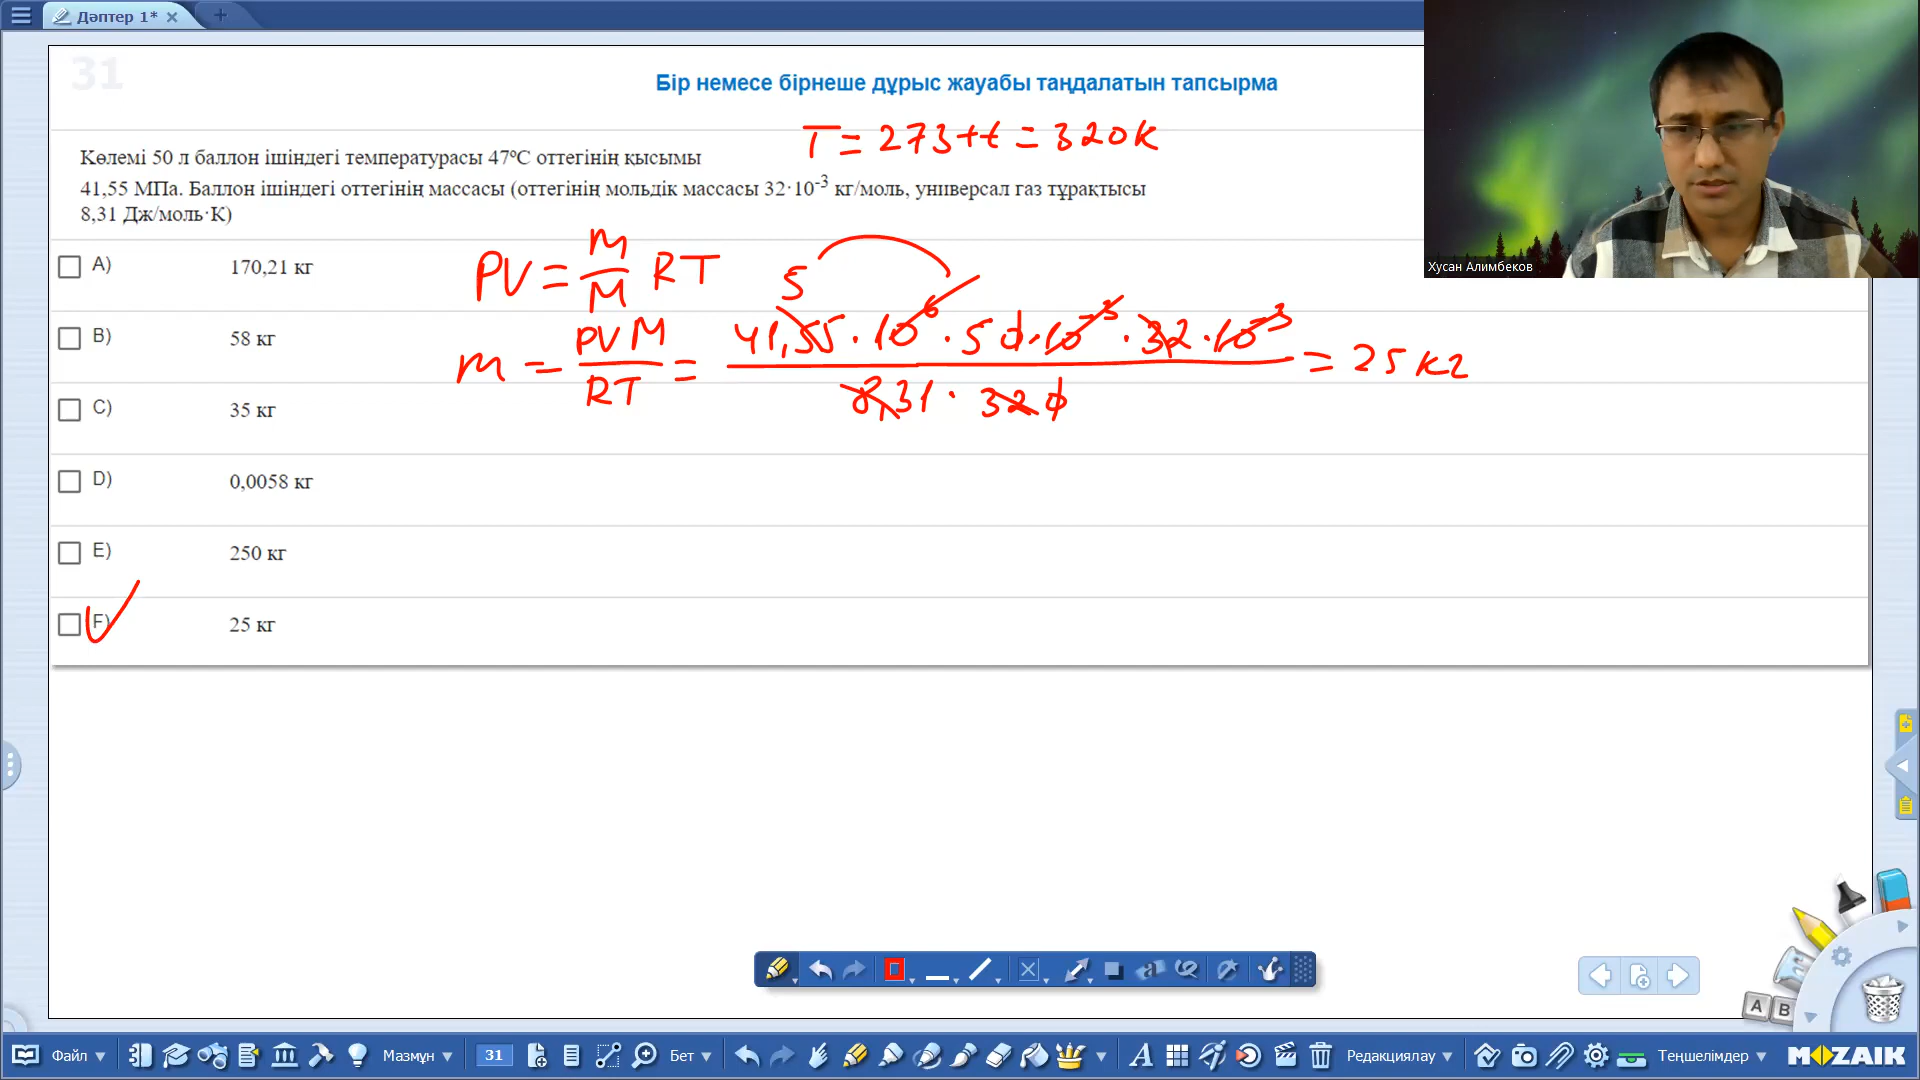 Дәптер 1*
31
Бір немесе бірнеше дұрыс жауабы таңдалатын тапсырма
T = 273+t = 320K
Көлемі 50 л баллон ішіндегі температурасы 47ºС оттегінің қысымы
41,55 МПа. Баллон ішіндегі оттегінің массасы (оттегінің мольдік массасы 32·10⁻³ кг/моль, универсал газ тұрақтысы
8,31 Дж/моль·К)
Хусан Алимбеков
A) 170,21 кг
PV = m/M RT
5
B) 58 кг
m = PVM/RT = 41,55·10⁶·50·10⁻³·32·10⁻³ / 8,31·320 = 25 кг
C) 35 кг
D) 0,0058 кг
E) 250 кг
F) 25 кг
A B
Файл Мазмұн 31 Бет Редакциялау Теңшелімдер MOZAIK